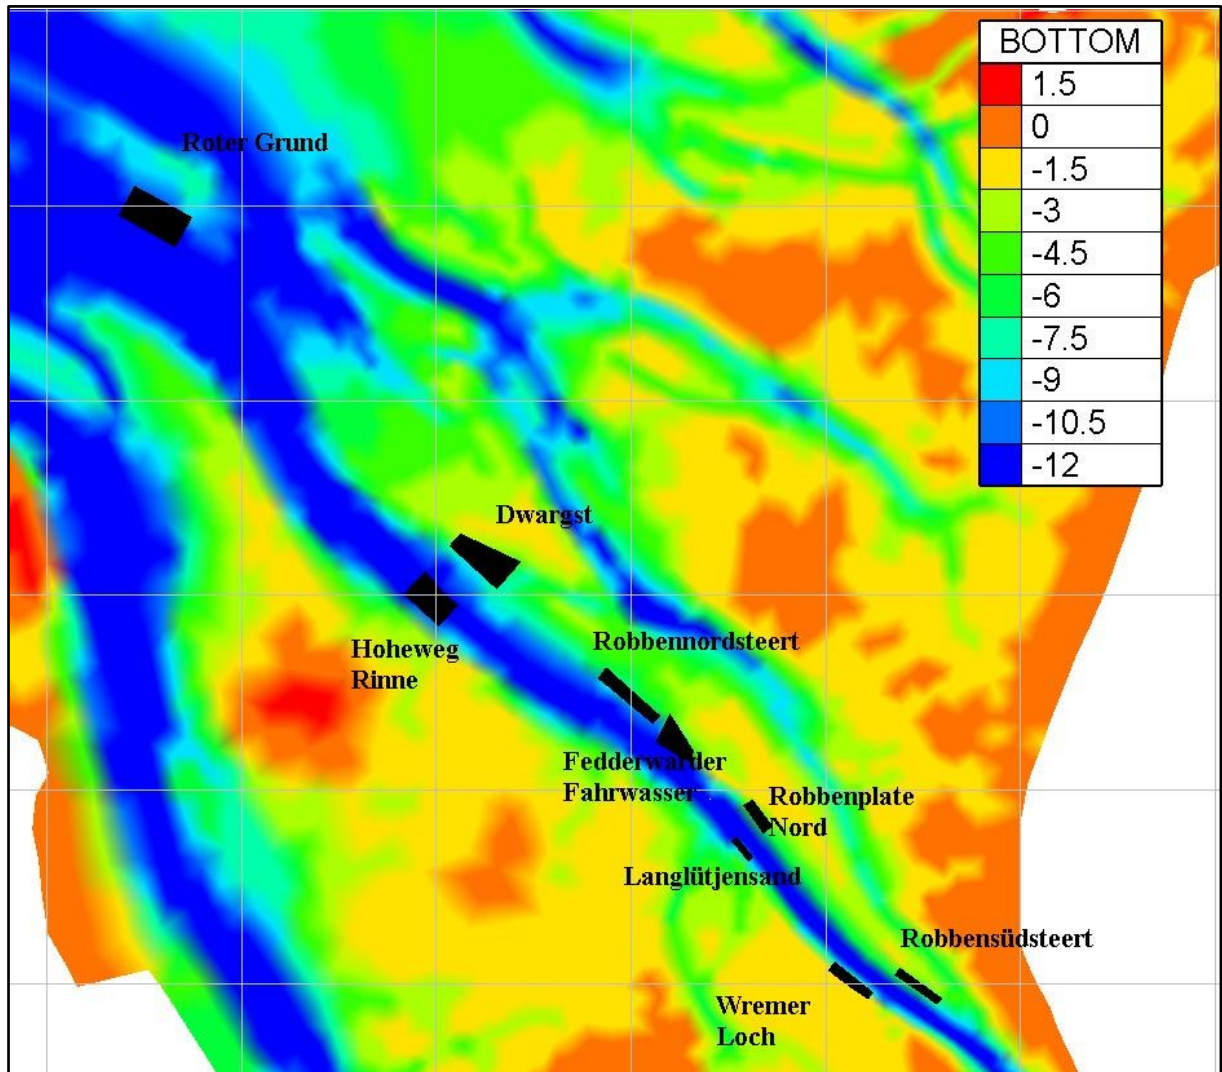 BOTTOM
1.5
0
-1.5
-3
-4.5
-6
-7.5
-9
-10.5
-12
Roter Grund
Dwargst
Hoheweg
Rinne
Robbennordsteert
Fedderwarder
Fahrwasser
Robbenplate
Nord
Langlütjensand
Robbensüdsteert
Wremer
Loch